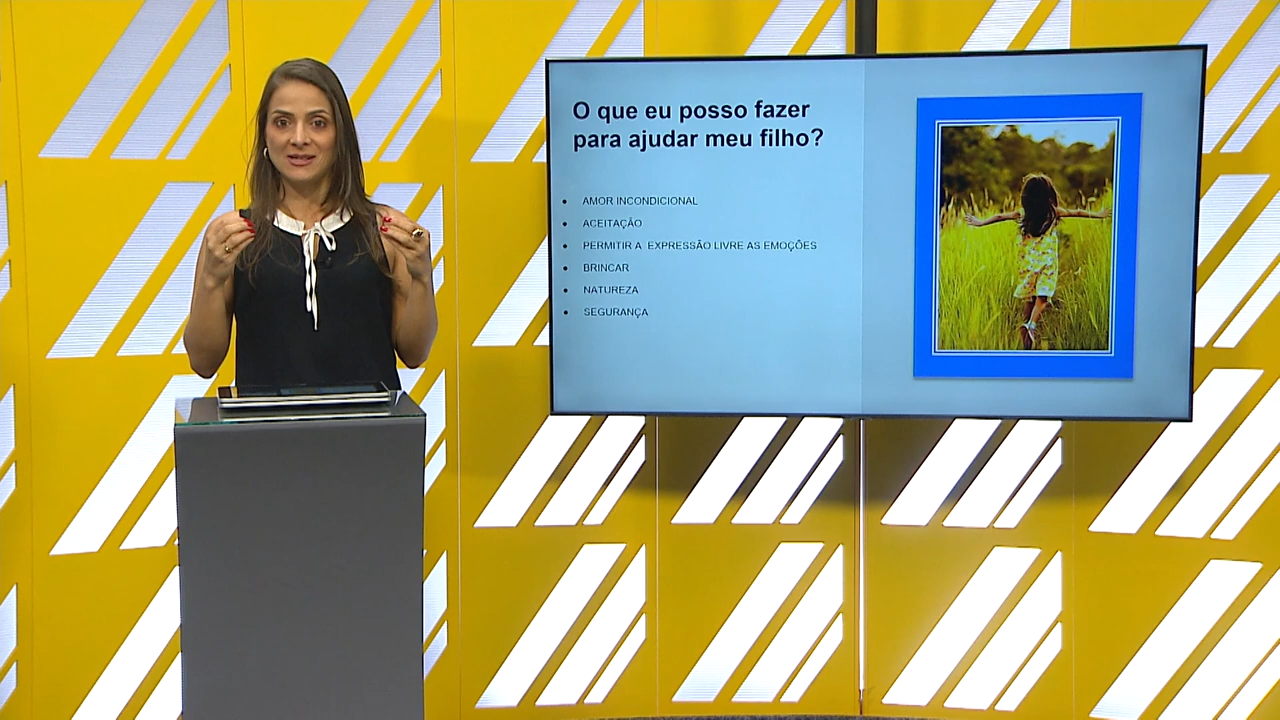 O que eu posso fazer
para ajudar meu filho?
AMOR INCONDICIONAL
ACEITAÇÃO
PERMITIR A EXPRESSÃO LIVRE AS EMOÇÕES
BRINCAR
NATUREZA
SEGURANÇA